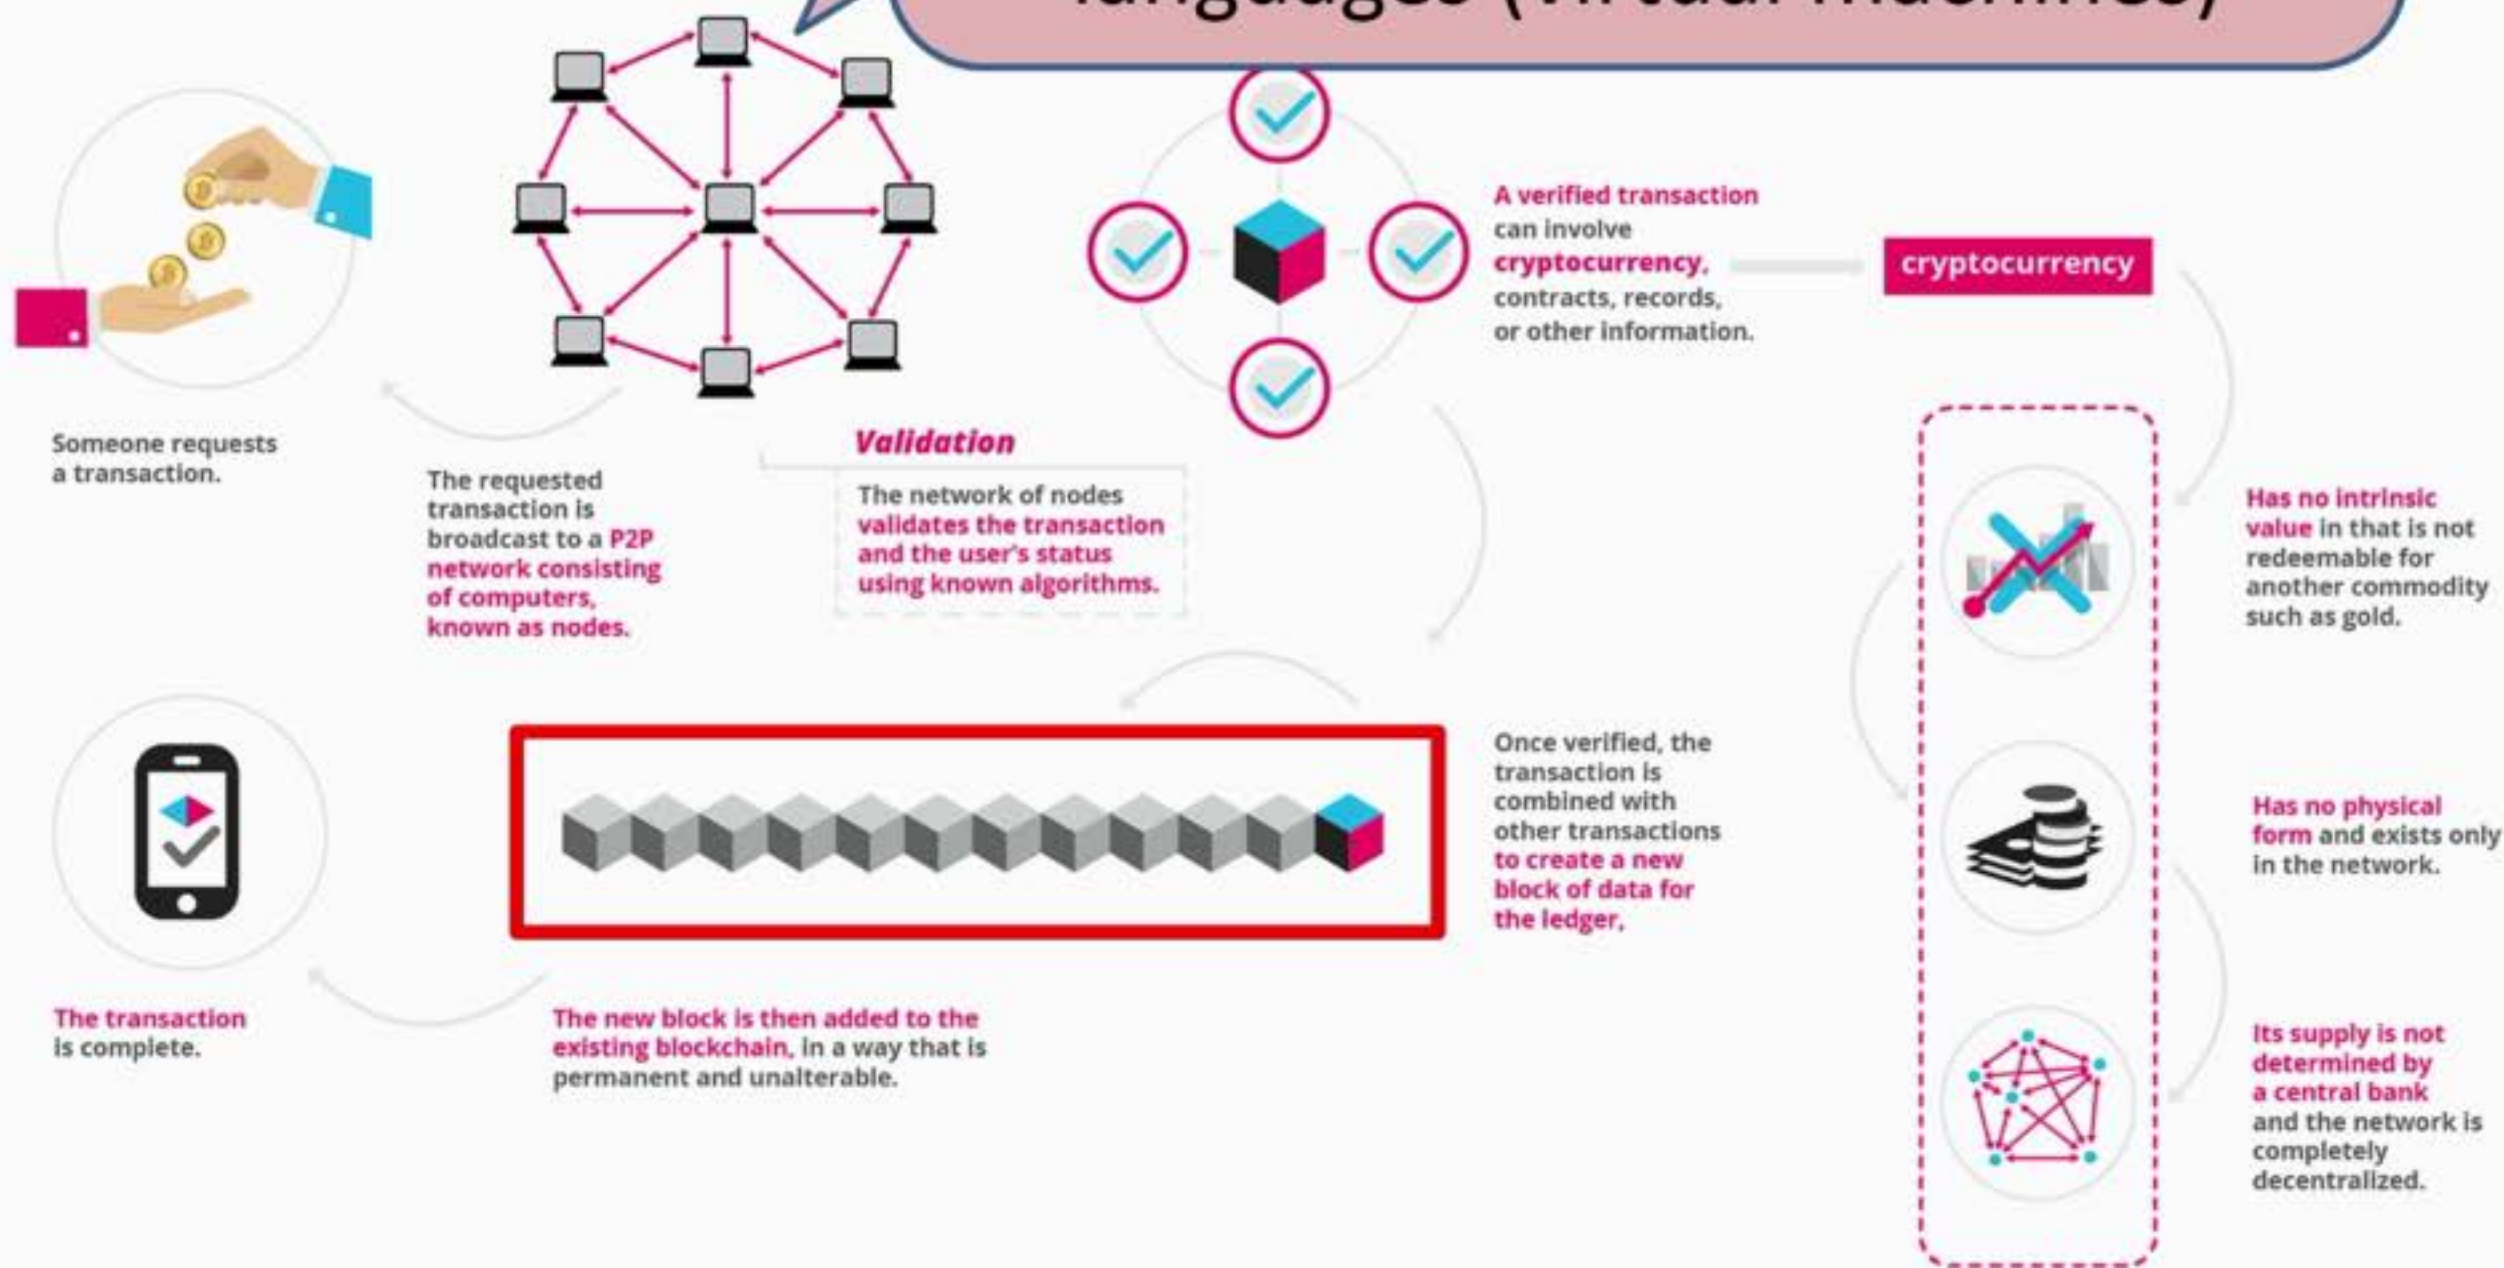 languages (virtual machines)
Someone requests
a transaction.
The requested
transaction is
broadcast to a P2P
network consisting
of computers,
known as nodes.
Validation
The network of nodes
validates the transaction
and the user's status
using known algorithms.
A verified transaction
can involve
cryptocurrency,
contracts, records,
or other information.
cryptocurrency
Has no intrinsic
value in that is not
redeemable for
another commodity
such as gold.
Has no physical
form and exists only
in the network.
Its supply is not
determined by
a central bank
and the network is
completely
decentralized.
Once verified, the
transaction is
combined with
other transactions
to create a new
block of data for
the ledger,
The new block is then added to the
existing blockchain, in a way that is
permanent and unalterable.
The transaction
is complete.